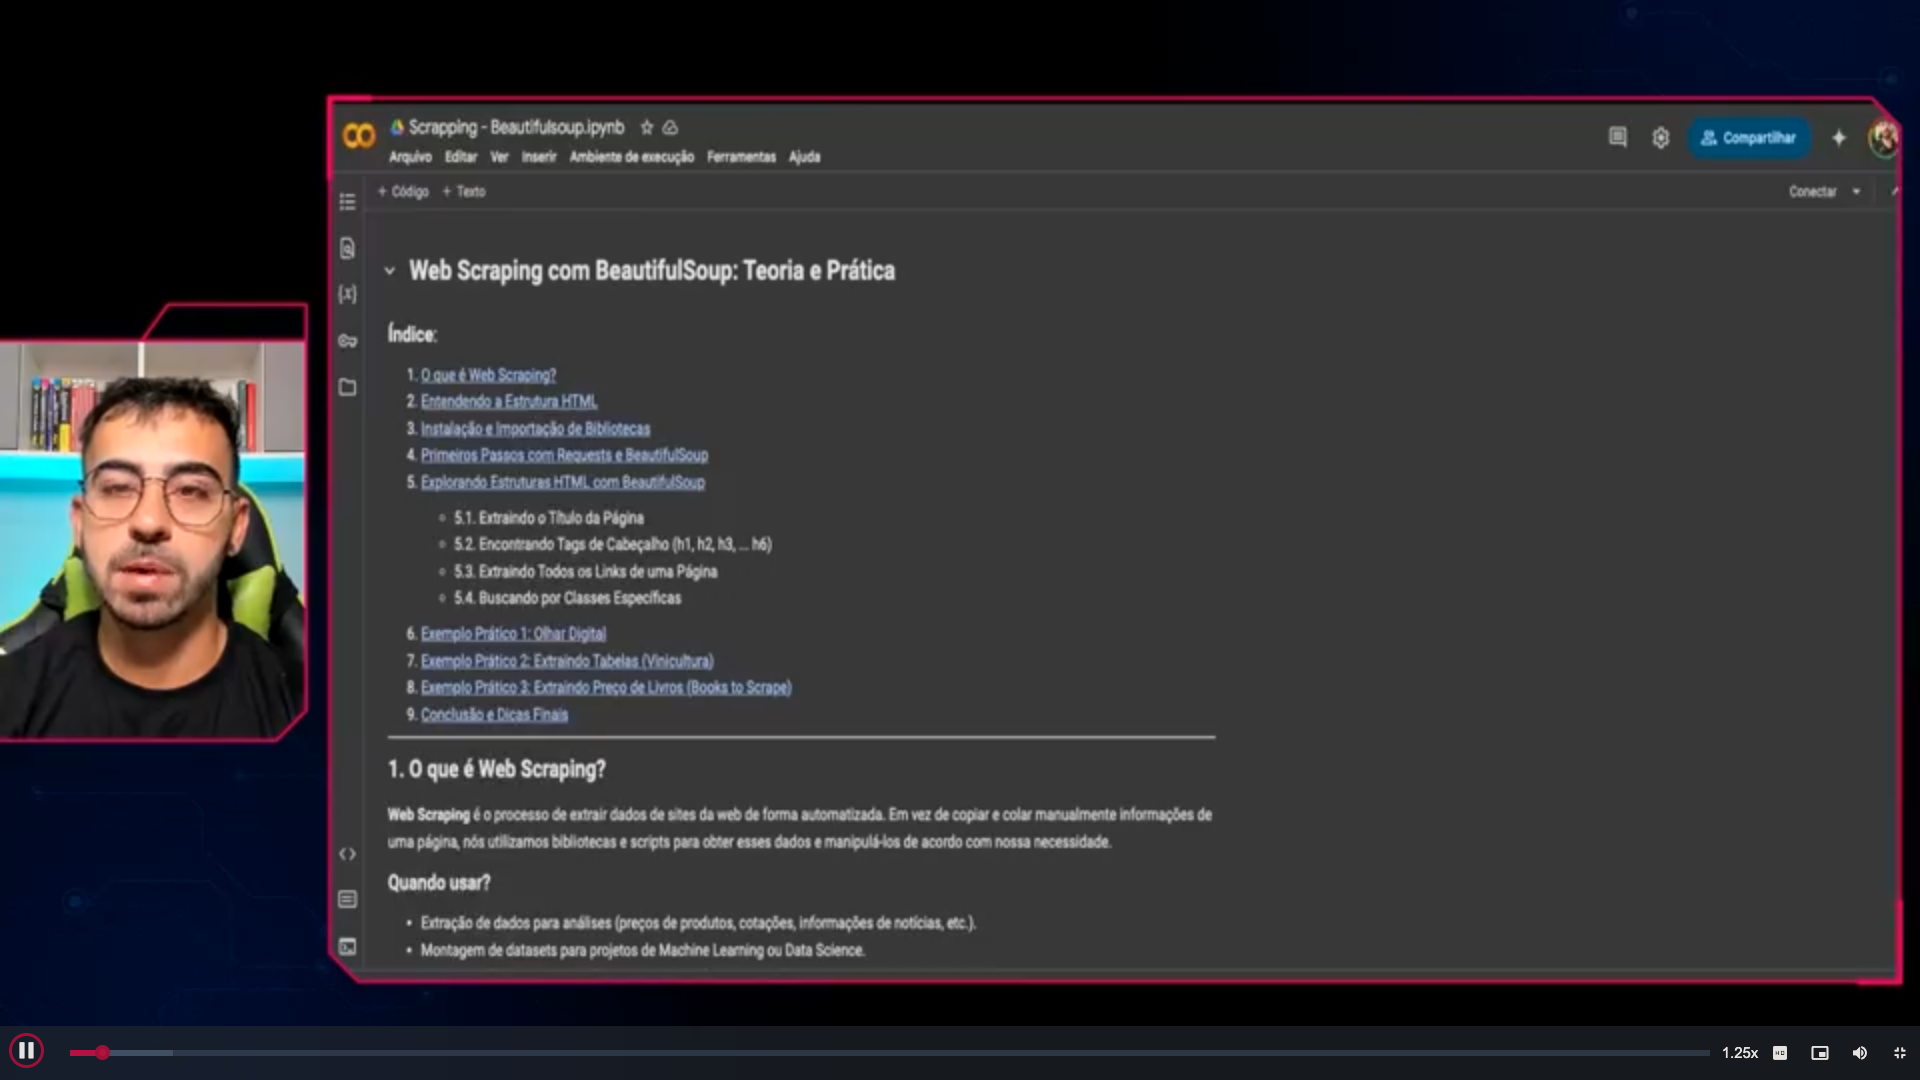 Scrapping - Beautifulsoup.ipynb
Arquivo Editar Ver Inserir Ambiente de execução Ferramentas Ajuda
Compartilhar
+ Código + Texto
Conectar
Web Scraping com BeautifulSoup: Teoria e Prática
Índice:
1. O que é Web Scraping?
2. Entendendo a Estrutura HTML
3. Instalação e Importação de Bibliotecas
4. Primeiros Passos com Requests e BeautifulSoup
5. Explorando Estruturas HTML com BeautifulSoup
5.1. Extraindo o Título da Página
5.2. Encontrando Tags de Cabeçalho (h1, h2, h3, ... h6)
5.3. Extraindo Todos os Links de uma Página
5.4. Buscando por Classes Específicas
6. Exemplo Prático 1: Olhar Digital
7. Exemplo Prático 2: Extraindo Tabelas (Vinicultura)
8. Exemplo Prático 3: Extraindo Preço de Livros (Books to Scrape)
9. Conclusão e Dicas Finais
1. O que é Web Scraping?
Web Scraping é o processo de extrair dados de sites da web de forma automatizada. Em vez de copiar e colar manualmente informações de
uma página, nós utilizamos bibliotecas e scripts para obter esses dados e manipulá-los de acordo com nossa necessidade.
Quando usar?
• Extração de dados para análises (preços de produtos, cotações, informações de notícias, etc.).
• Montagem de datasets para projetos de Machine Learning ou Data Science.
1.25x